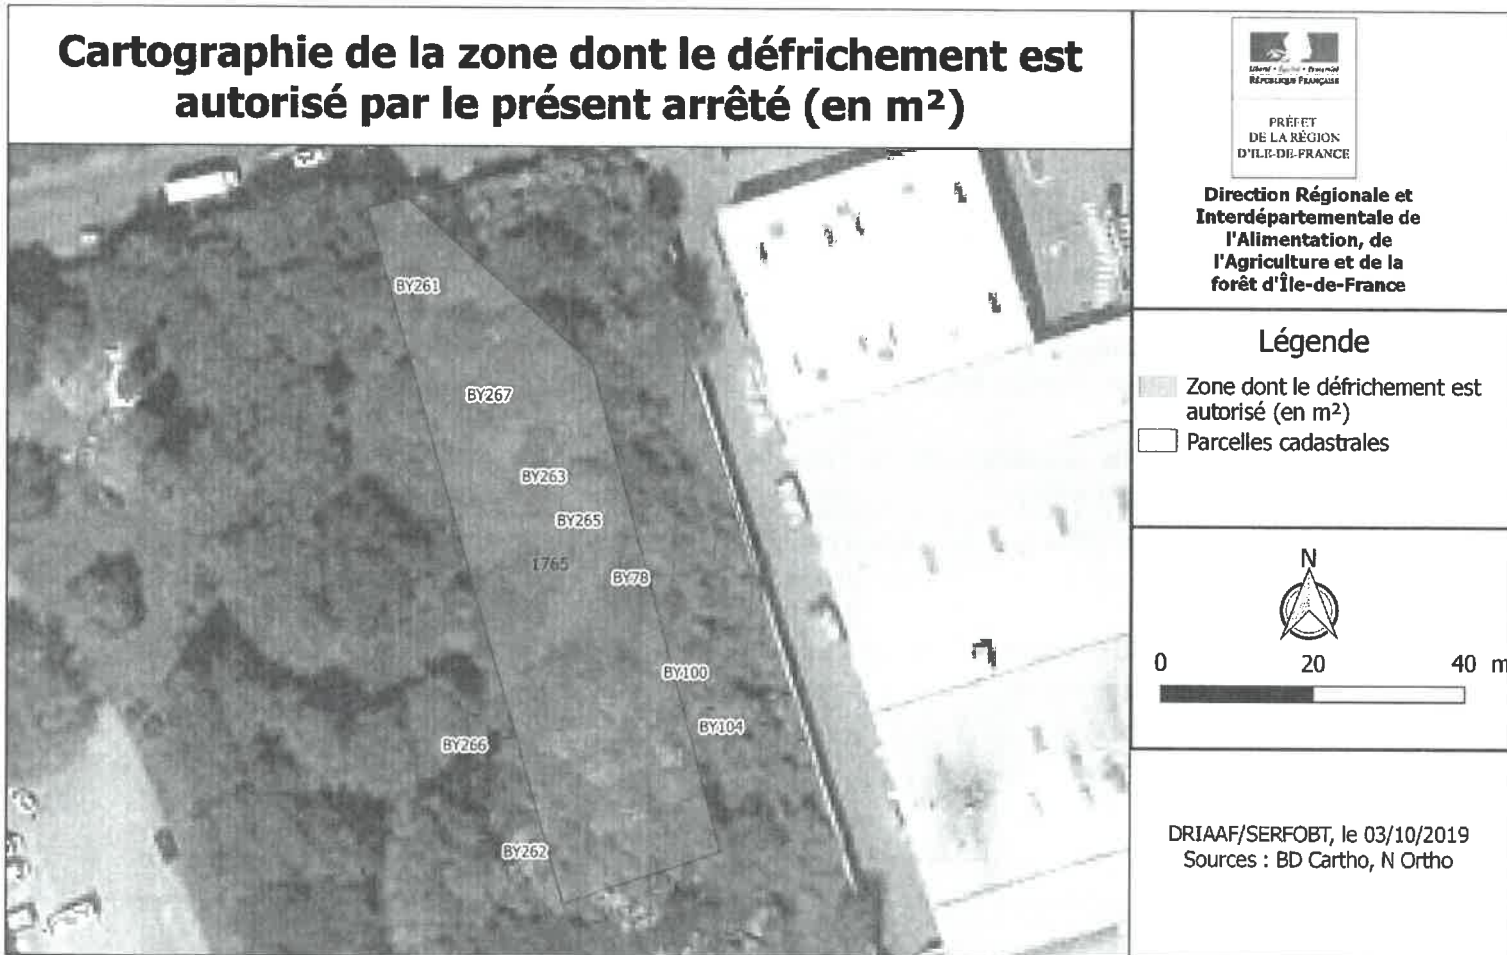 Cartographie de la zone dont le défrichement est
autorisé par le présent arrêté (en m²)
Liberté • Égalité • Fraternité
RÉPUBLIQUE FRANÇAISE
PRÉFET
DE LA RÉGION
D'ILE-DE-FRANCE
Direction Régionale et
Interdépartementale de
l'Alimentation, de
l'Agriculture et de la
forêt d'Île-de-France
Légende
Zone dont le défrichement est
autorisé (en m²)
Parcelles cadastrales
N
0 20 40 m
DRIAAF/SERFOBT, le 03/10/2019
Sources : BD Cartho, N Ortho
BY261
BY267
BY263
BY265
1765
BY78
BY100
BY104
BY266
BY262